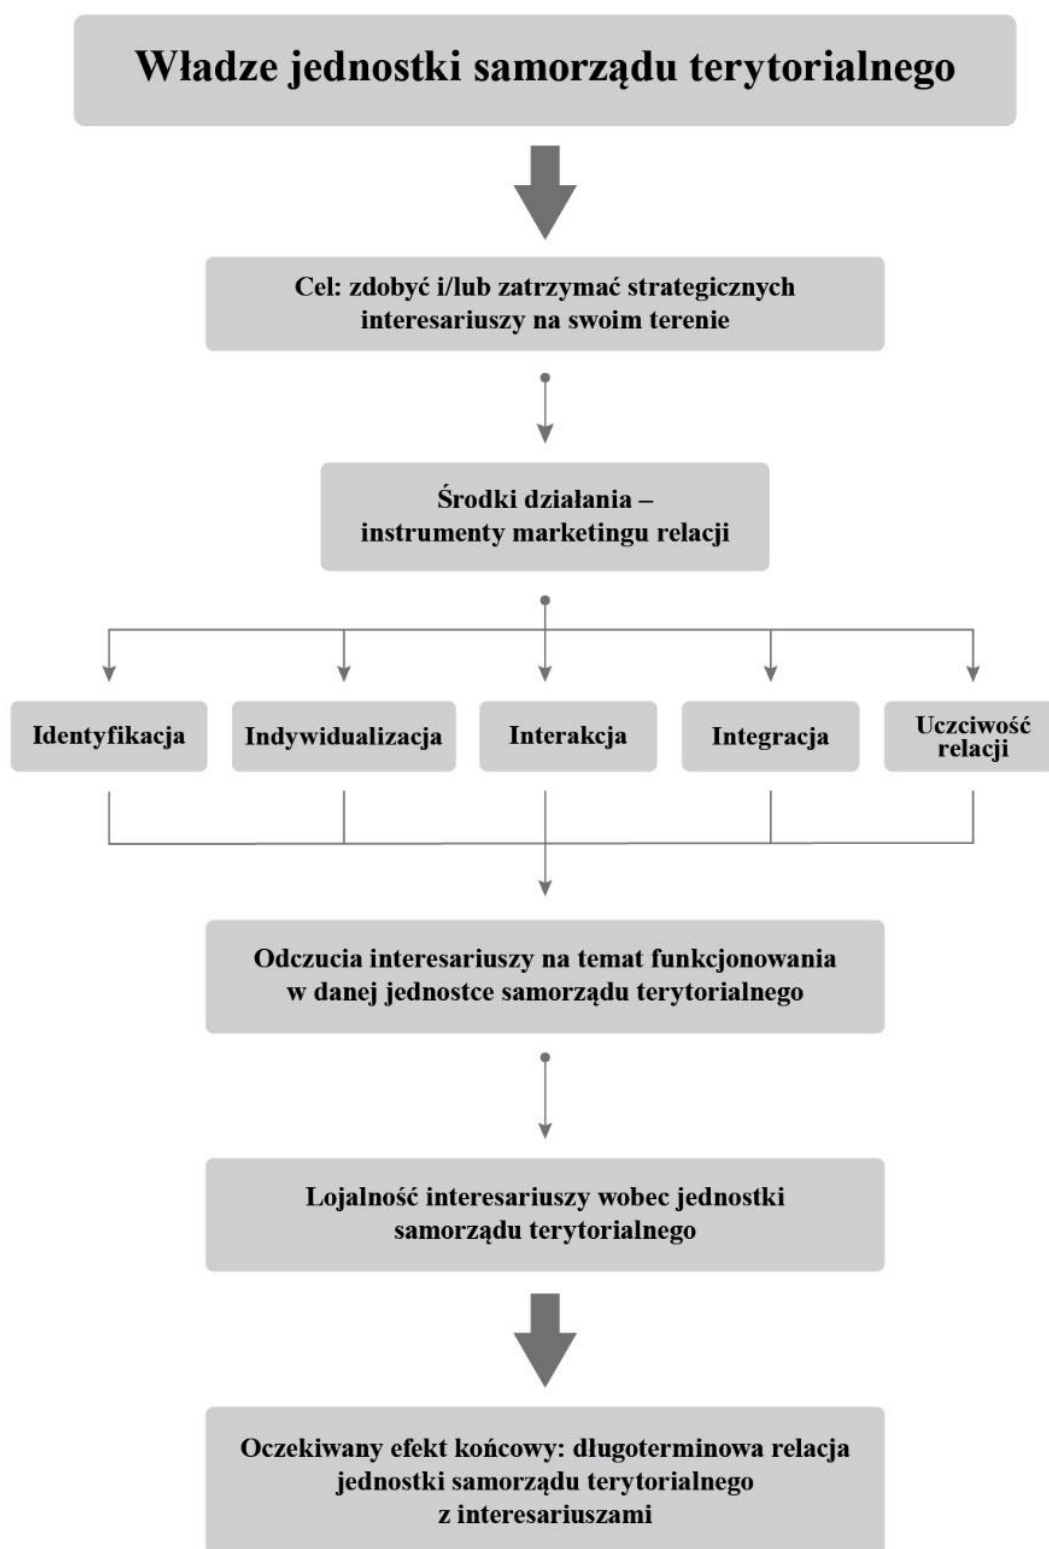 Władze jednostki samorządu terytorialnego
Cel: zdobyć i/lub zatrzymać strategicznych
interesariuszy na swoim terenie
Środki działania –
instrumenty marketingu relacji
Identyfikacja
Indywidualizacja
Interakcja
Integracja
Uczciwość
relacji
Odczucia interesariuszy na temat funkcjonowania
w danej jednostce samorządu terytorialnego
Lojalność interesariuszy wobec jednostki
samorządu terytorialnego
Oczekiwany efekt końcowy: długoterminowa relacja
jednostki samorządu terytorialnego
z interesariuszami